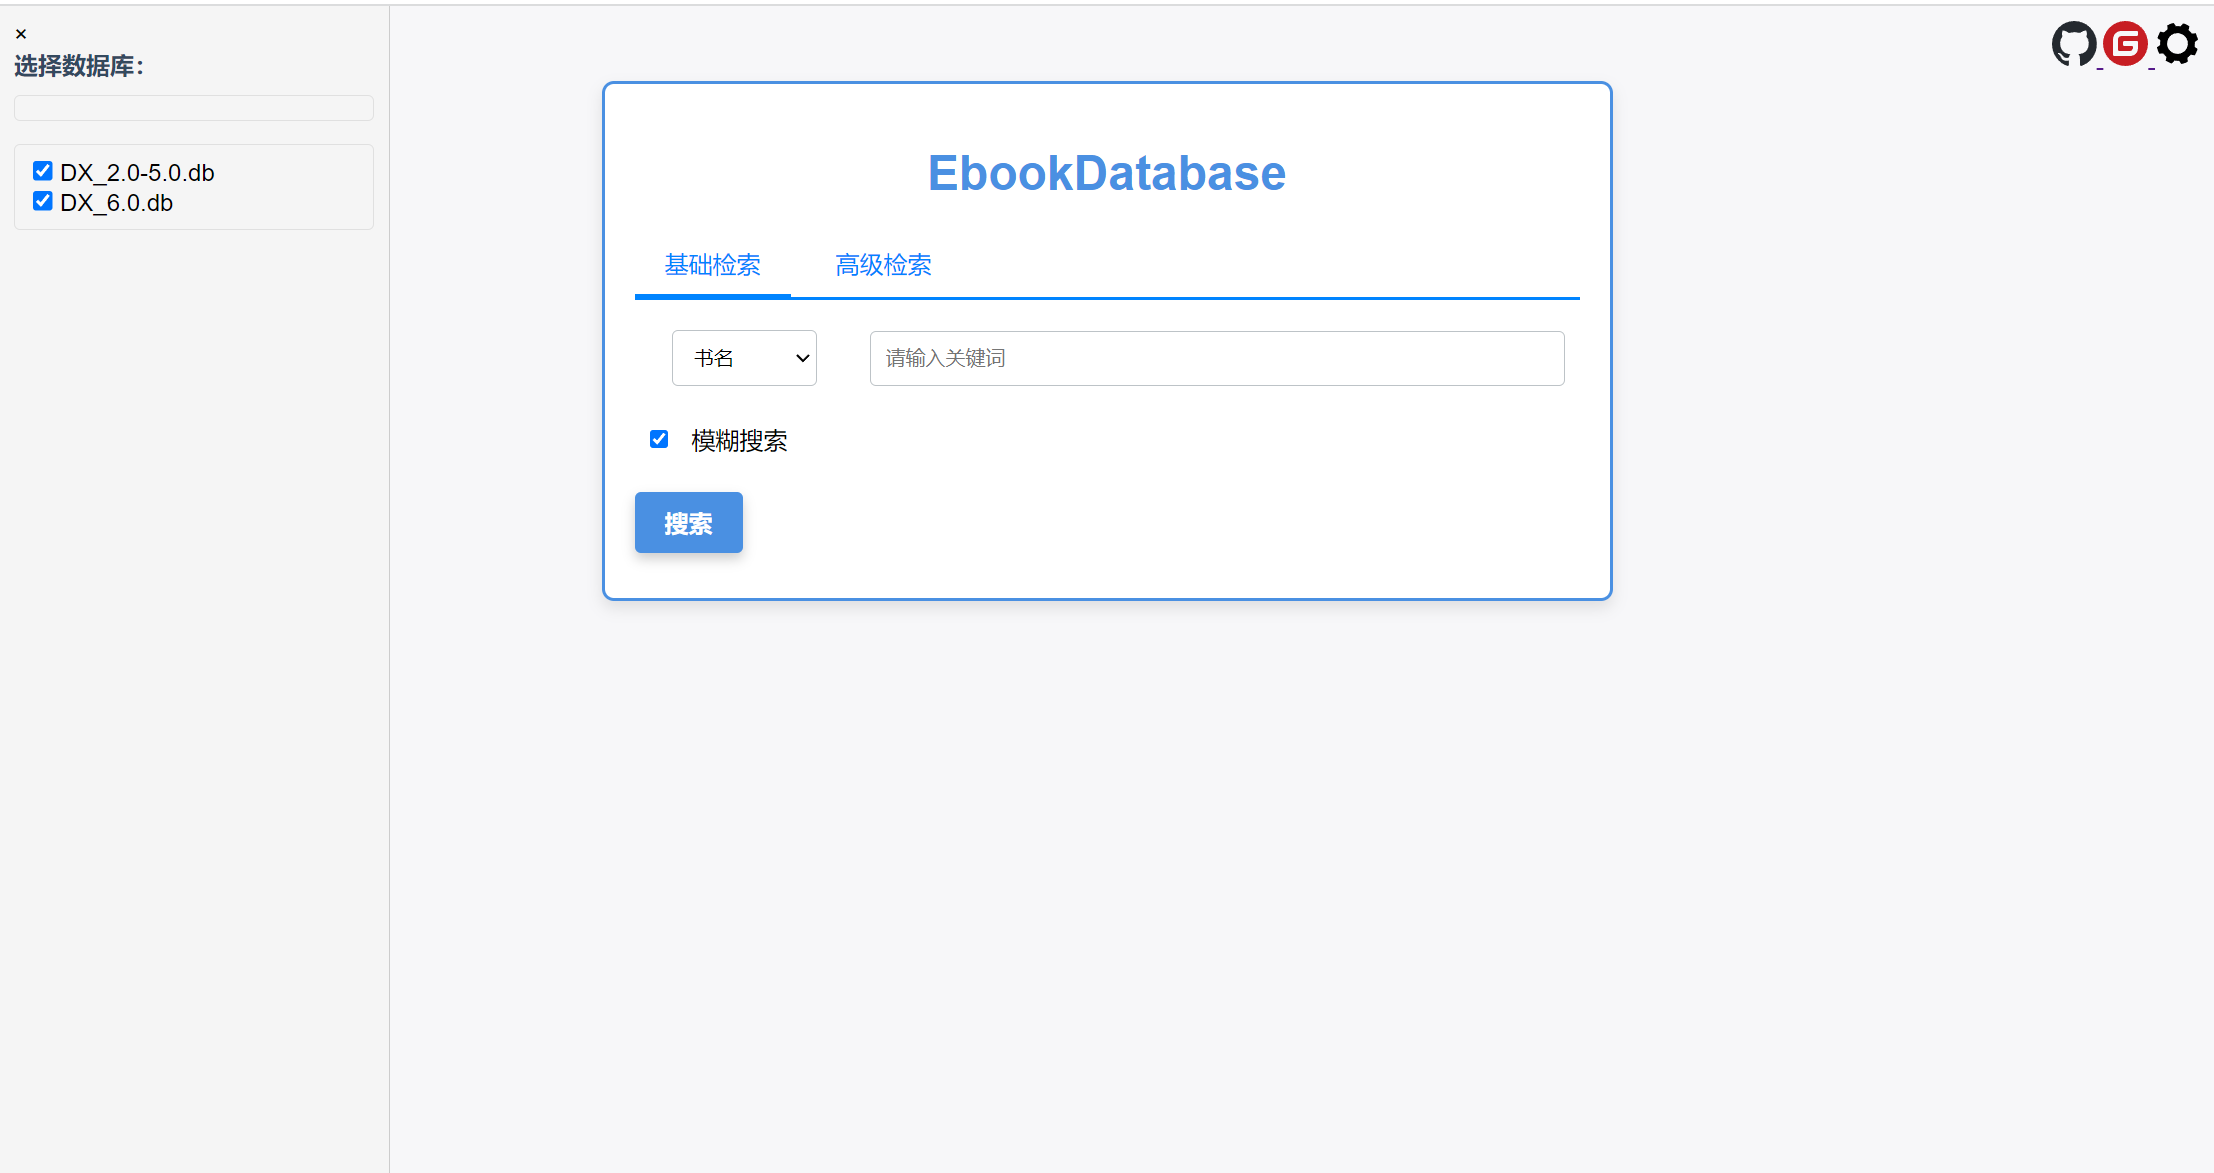 ×
选择数据库：
DX_2.0-5.0.db
DX_6.0.db
EbookDatabase
基础检索 高级检索
书名 请输入关键词
模糊搜索
搜索